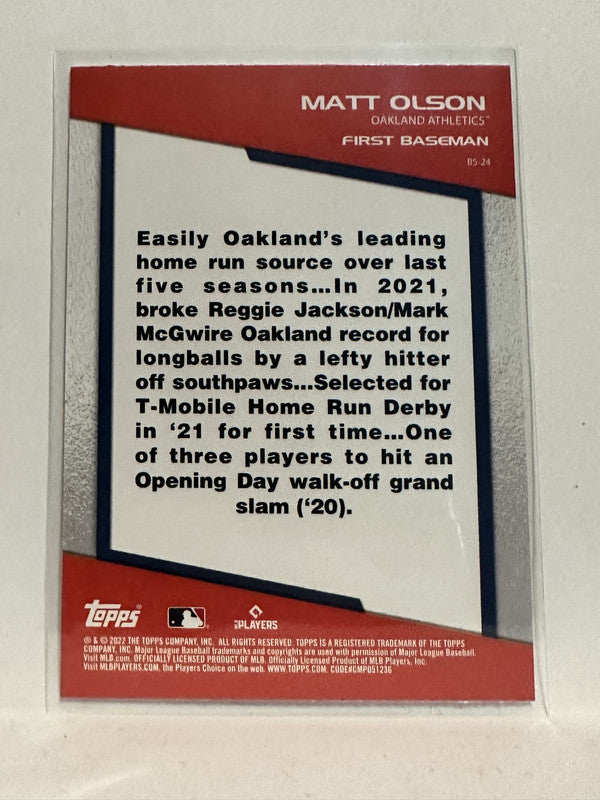 MATT OLSON
OAKLAND ATHLETICS™
FIRST BASEMAN
BS-24
Easily Oakland's leading
home run source over last
five seasons...In 2021,
broke Reggie Jackson/Mark
McGwire Oakland record for
longballs by a lefty hitter
off southpaws...Selected for
T-Mobile Home Run Derby
in '21 for first time...One
of three players to hit an
Opening Day walk-off grand
slam ('20).
topps
PLAYERS
® & © 2022 THE TOPPS COMPANY, INC. ALL RIGHTS RESERVED. TOPPS IS A REGISTERED TRADEMARK OF THE TOPPS
COMPANY, INC. Major League Baseball trademarks and copyrights are used with permission of Major League Baseball.
Visit MLB.com. OFFICIALLY LICENSED PRODUCT OF MLB. Officially Licensed Product of MLB Players, Inc.
Visit MLBPLAYERS.COM, the Players Choice on the web. WWW.TOPPS.COM. CODE#CMP051236